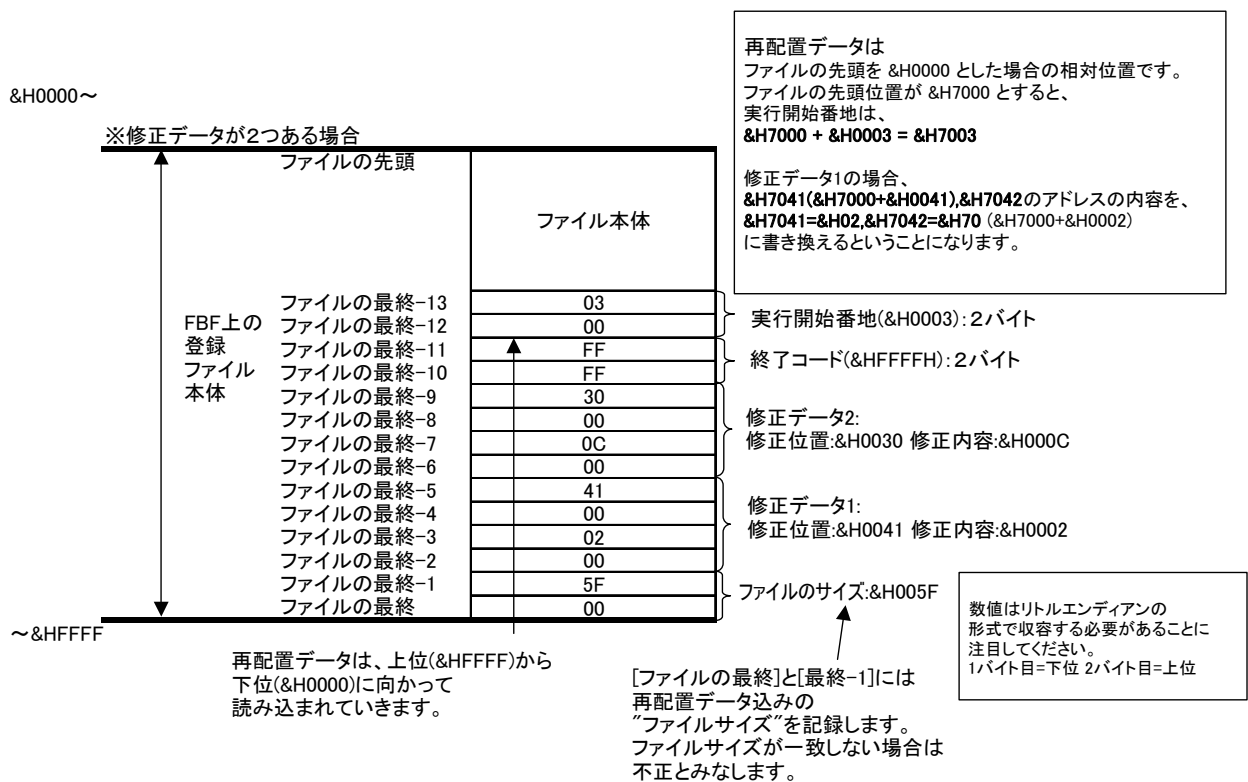 再配置データは
ファイルの先頭を &H0000 とした場合の相対位置です。
ファイルの先頭位置が &H7000 とすると、
実行開始番地は、
&H7000 + &H0003 = &H7003
修正データ1の場合、
&H7041(&H7000+&H0041),&H7042のアドレスの内容を、
&H7041=&H02,&H7042=&H70 (&H7000+&H0002)
に書き換えるということになります。
&H0000～
※修正データが2つある場合
ファイルの先頭
ファイル本体
FBF上の
登録
ファイル
本体
ファイルの最終-13 03
ファイルの最終-12 00
ファイルの最終-11 FF
ファイルの最終-10 FF
ファイルの最終-9 30
ファイルの最終-8 00
ファイルの最終-7 0C
ファイルの最終-6 00
ファイルの最終-5 41
ファイルの最終-4 00
ファイルの最終-3 02
ファイルの最終-2 00
ファイルの最終-1 5F
ファイルの最終 00
実行開始番地(&H0003):2バイト
終了コード(&HFFFFH):2バイト
修正データ2:
修正位置:&H0030 修正内容:&H000C
修正データ1:
修正位置:&H0041 修正内容:&H0002
ファイルのサイズ:&H005F
～&HFFFF
再配置データは、上位(&HFFFF)から
下位(&H0000)に向かって
読み込まれていきます。
[ファイルの最終]と[最終-1]には
再配置データ込みの
"ファイルサイズ"を記録します。
ファイルサイズが一致しない場合は
不正とみなします。
数値はリトルエンディアンの
形式で収容する必要があることに
注目してください。
1バイト目=下位 2バイト目=上位